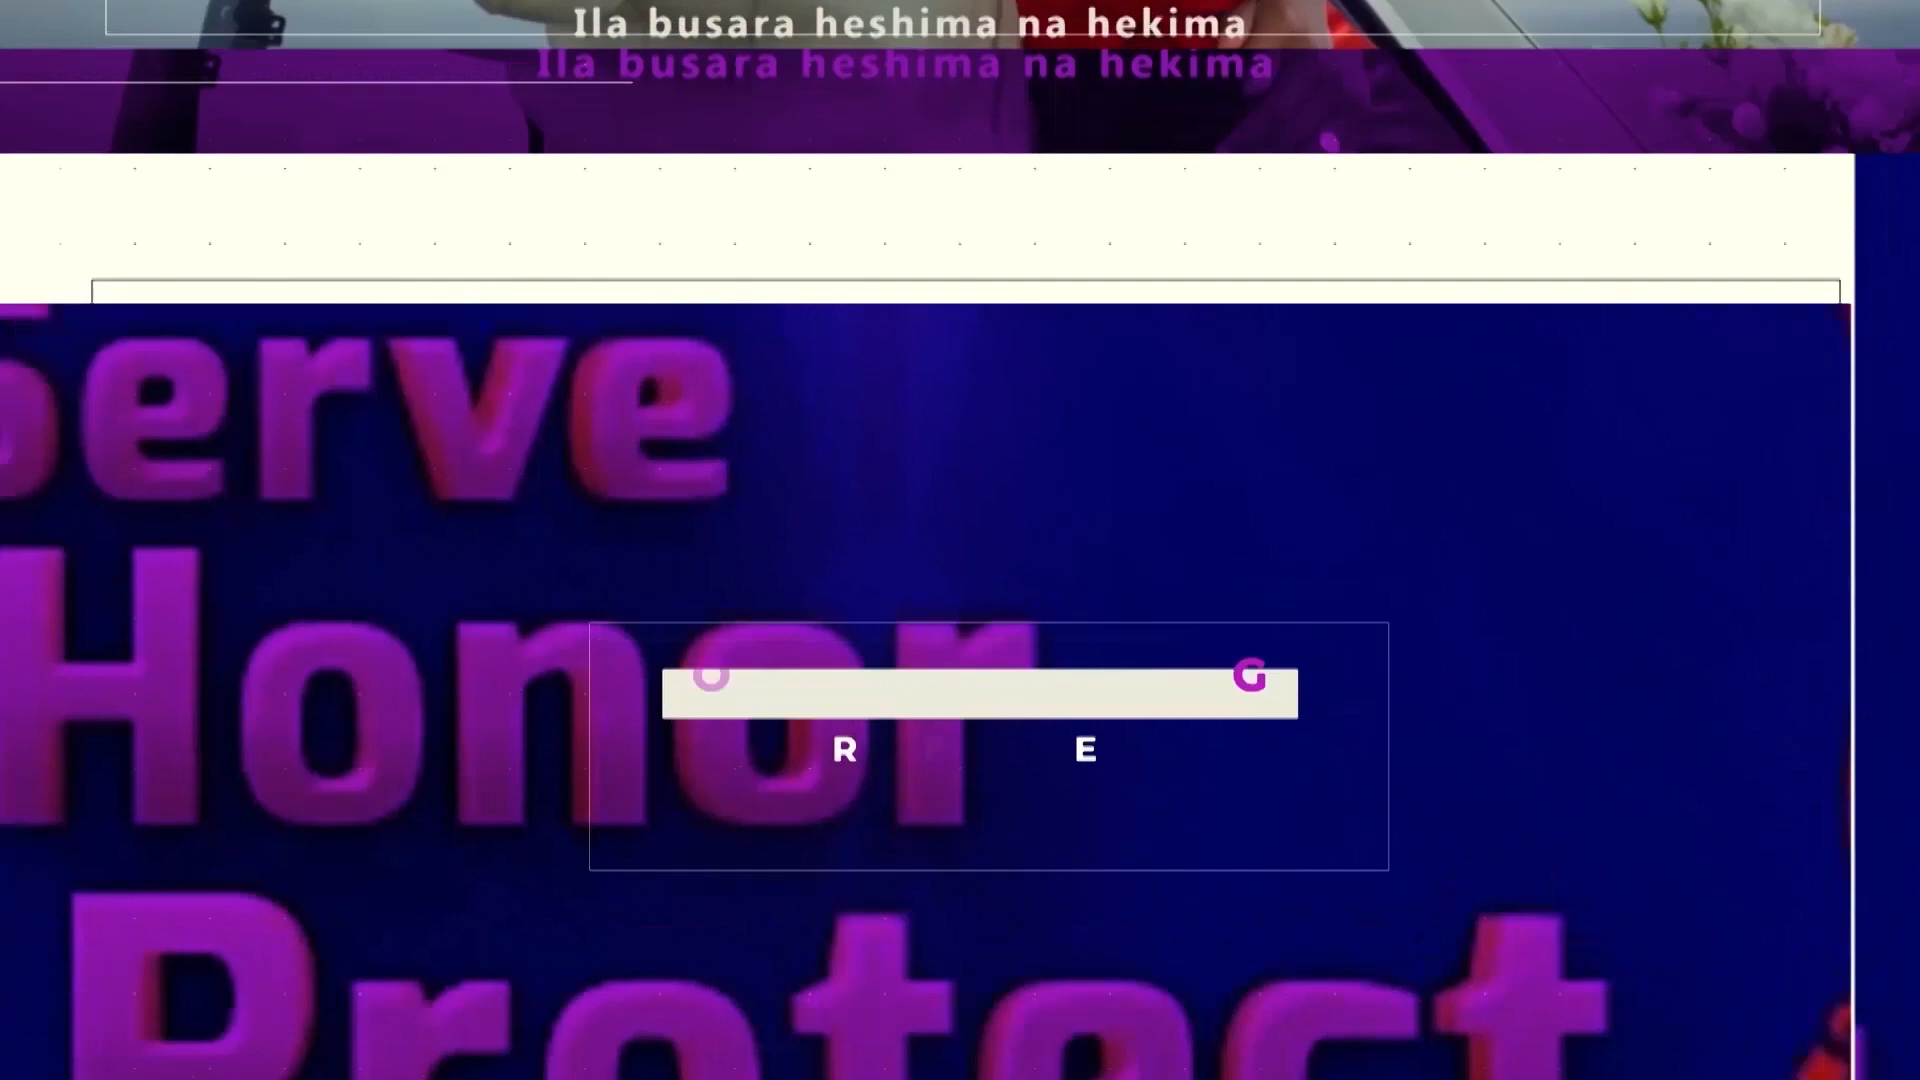 Ila busara heshima na hekima
Ila busara heshima na hekima
Serve
Honor
O G
R E
Protect